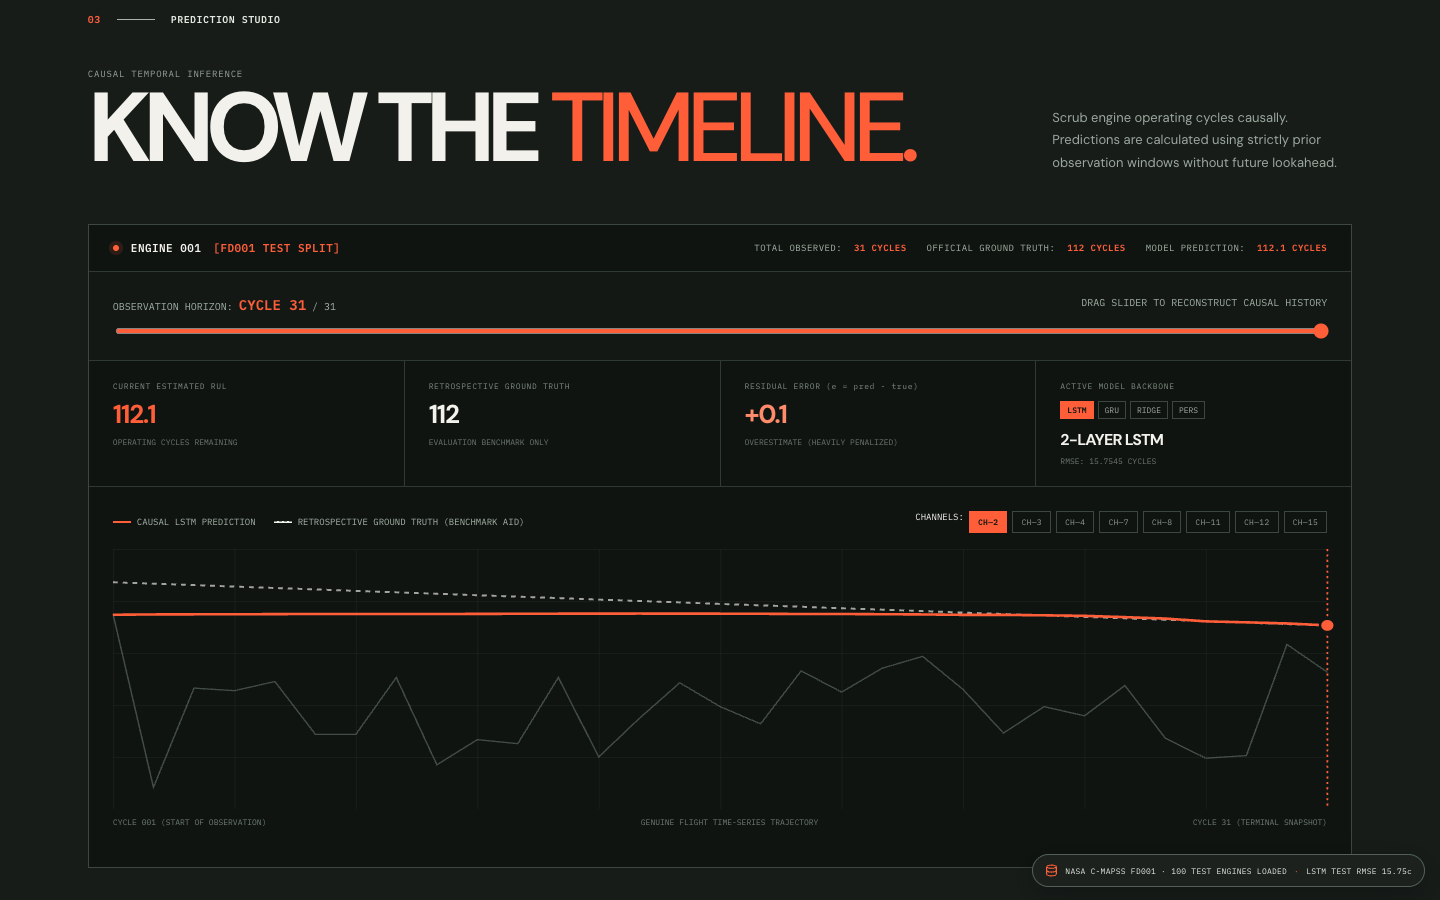 03 PREDICTION STUDIO
CAUSAL TEMPORAL INFERENCE
KNOW THE TIMELINE.
Scrub engine operating cycles causally.
Predictions are calculated using strictly prior
observation windows without future lookahead.
ENGINE 001 [FD001 TEST SPLIT]
TOTAL OBSERVED: 31 CYCLES OFFICIAL GROUND TRUTH: 112 CYCLES MODEL PREDICTION: 112.1 CYCLES
OBSERVATION HORIZON: CYCLE 31 / 31
DRAG SLIDER TO RECONSTRUCT CAUSAL HISTORY
CURRENT ESTIMATED RUL
112.1
OPERATING CYCLES REMAINING
RETROSPECTIVE GROUND TRUTH
112
EVALUATION BENCHMARK ONLY
RESIDUAL ERROR (e = pred - true)
+0.1
OVERESTIMATE (HEAVILY PENALIZED)
ACTIVE MODEL BACKBONE
LSTM GRU RIDGE PERS
2-LAYER LSTM
RMSE: 15.7545 CYCLES
CAUSAL LSTM PREDICTION RETROSPECTIVE GROUND TRUTH (BENCHMARK AID)
CHANNELS: CH-2 CH-3 CH-4 CH-7 CH-8 CH-11 CH-12 CH-15
CYCLE 001 (START OF OBSERVATION) GENUINE FLIGHT TIME-SERIES TRAJECTORY CYCLE 31 (TERMINAL SNAPSHOT)
NASA C-MAPSS FD001 · 100 TEST ENGINES LOADED · LSTM TEST RMSE 15.75c